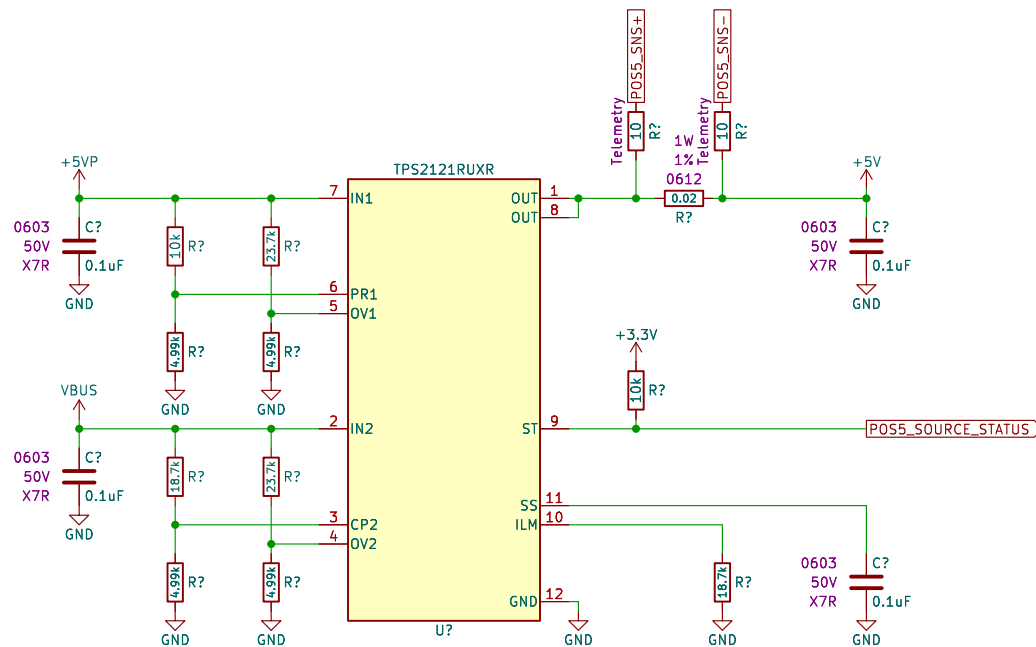 POS5_SNS+
POS5_SNS-
Telemetry
10
R?
Telemetry
10
R?
1W
1%
0612
0.02
R?
TPS2121RUXR
+5VP
+5V
7
IN1
OUT
1
OUT
8
0603
50V
X7R
C?
0.1uF
GND
10k
R?
23.7k
R?
0603
50V
X7R
C?
0.1uF
GND
6
PR1
5
OV1
4.99k
R?
4.99k
R?
GND
GND
+3.3V
10k
R?
VBUS
2
IN2
ST
9
POS5_SOURCE_STATUS
0603
50V
X7R
C?
0.1uF
GND
18.7k
R?
23.7k
R?
SS
11
ILM
10
3
CP2
4
OV2
4.99k
R?
4.99k
R?
GND
GND
GND
12
GND
18.7k
R?
GND
0603
50V
X7R
C?
0.1uF
GND
U?